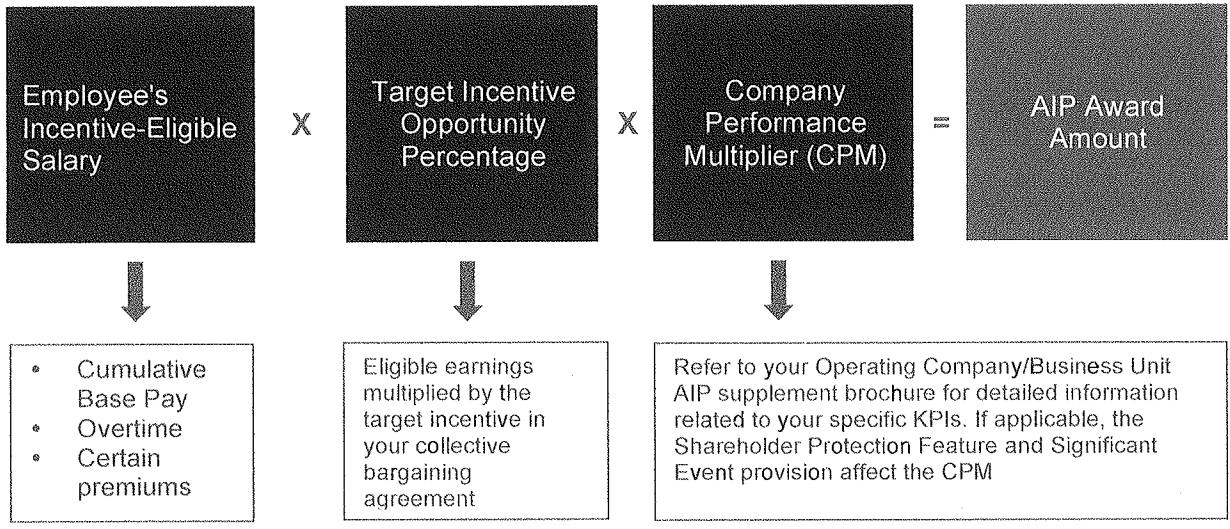 Employee's
Incentive-Eligible
Salary
X
Target Incentive
Opportunity
Percentage
X
Company
Performance
Multiplier (CPM)
=
AIP Award
Amount
• Cumulative
Base Pay
• Overtime
• Certain
premiums
Eligible earnings
multiplied by the
target incentive in
your collective
bargaining
agreement
Refer to your Operating Company/Business Unit
AIP supplement brochure for detailed information
related to your specific KPIs. If applicable, the
Shareholder Protection Feature and Significant
Event provision affect the CPM